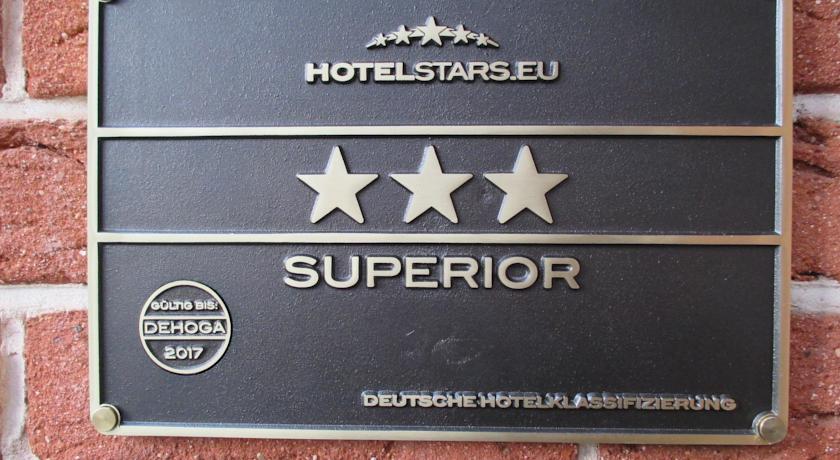 HOTELSTARS.EU
SUPERIOR
GÜLTIG BIS:
DEHOGA
2017
DEUTSCHE HOTELKLASSIFIZIERUNG